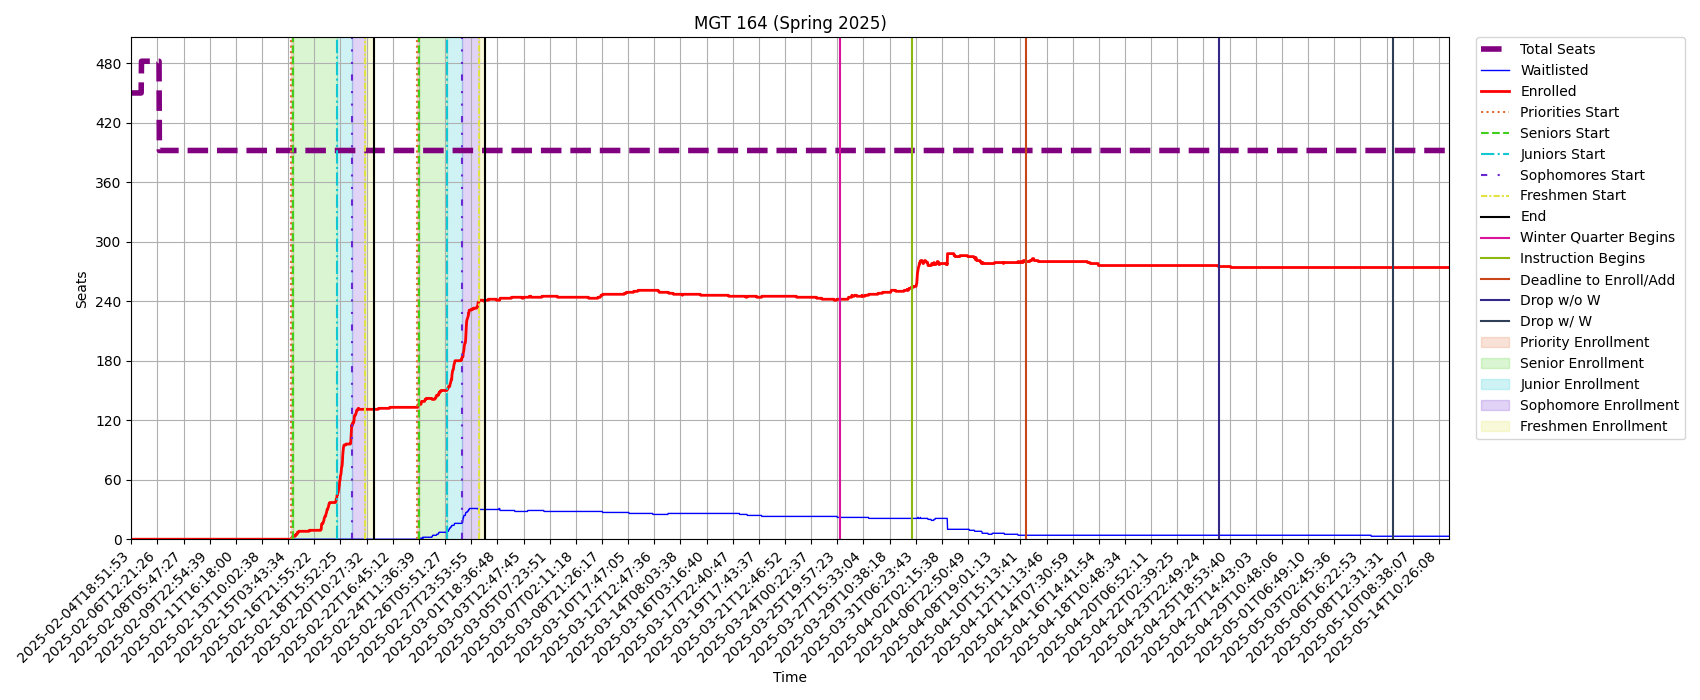 MGT 164 (Spring 2025)
Seats
480
420
360
300
240
180
120
60
0
2025-02-04T18:51:53
2025-02-06T12:21:26
2025-02-08T05:47:27
2025-02-09T22:54:39
2025-02-11T16:18:00
2025-02-13T10:02:38
2025-02-15T03:43:34
2025-02-16T21:55:22
2025-02-18T15:52:25
2025-02-20T10:27:32
2025-02-22T16:45:12
2025-02-24T11:36:39
2025-02-26T05:51:27
2025-02-27T23:53:55
2025-03-01T18:36:48
2025-03-03T12:47:45
2025-03-05T07:23:51
2025-03-07T02:11:18
2025-03-08T21:26:17
2025-03-10T17:47:05
2025-03-12T12:47:36
2025-03-14T08:03:38
2025-03-16T03:16:40
2025-03-17T22:40:47
2025-03-19T17:43:37
2025-03-21T12:46:52
2025-03-24T00:22:37
2025-03-25T19:57:23
2025-03-27T15:33:04
2025-03-29T10:38:18
2025-03-31T06:23:43
2025-04-02T02:15:38
2025-04-06T22:50:49
2025-04-08T19:01:13
2025-04-10T15:13:41
2025-04-12T11:13:46
2025-04-14T07:30:59
2025-04-16T14:41:54
2025-04-18T10:48:34
2025-04-20T06:52:11
2025-04-22T02:39:25
2025-04-23T22:49:24
2025-04-25T18:53:40
2025-04-27T14:43:03
2025-04-29T10:48:06
2025-05-01T06:49:10
2025-05-03T02:45:36
2025-05-06T16:22:53
2025-05-08T12:31:31
2025-05-10T08:38:07
2025-05-14T10:26:08
Time
Total Seats
Waitlisted
Enrolled
Priorities Start
Seniors Start
Juniors Start
Sophomores Start
Freshmen Start
End
Winter Quarter Begins
Instruction Begins
Deadline to Enroll/Add
Drop w/o W
Drop w/ W
Priority Enrollment
Senior Enrollment
Junior Enrollment
Sophomore Enrollment
Freshmen Enrollment